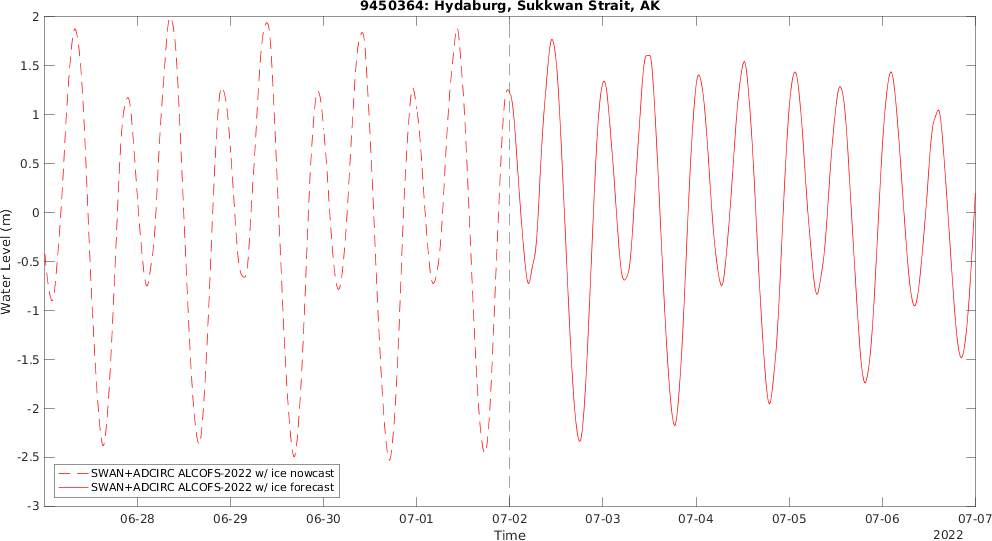 9450364: Hydaburg, Sukkwan Strait, AK
2
1.5
1
0.5
0
-0.5
-1
-1.5
-2
-2.5
-3
Water Level (m)
SWAN+ADCIRC ALCOFS-2022 w/ ice nowcast
SWAN+ADCIRC ALCOFS-2022 w/ ice forecast
06-28 06-29 06-30 07-01 07-02 07-03 07-04 07-05 07-06 07-07
Time
2022